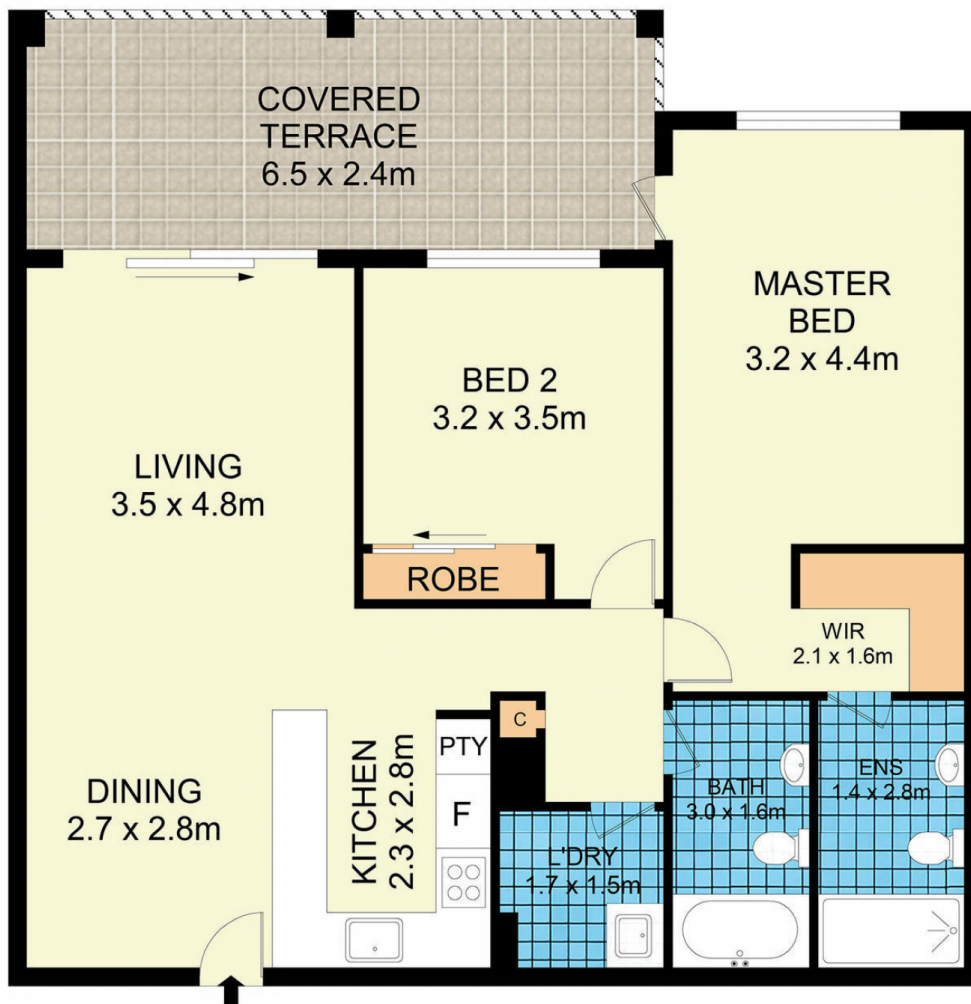 COVERED
TERRACE
6.5 x 2.4m
MASTER
BED
3.2 x 4.4m
BED 2
3.2 x 3.5m
LIVING
3.5 x 4.8m
ROBE
WIR
2.1 x 1.6m
C
PTY
F
KITCHEN
2.3 x 2.8m
DINING
2.7 x 2.8m
BATH
3.0 x 1.6m
ENS
1.4 x 2.8m
L'DRY
1.7 x 1.5m